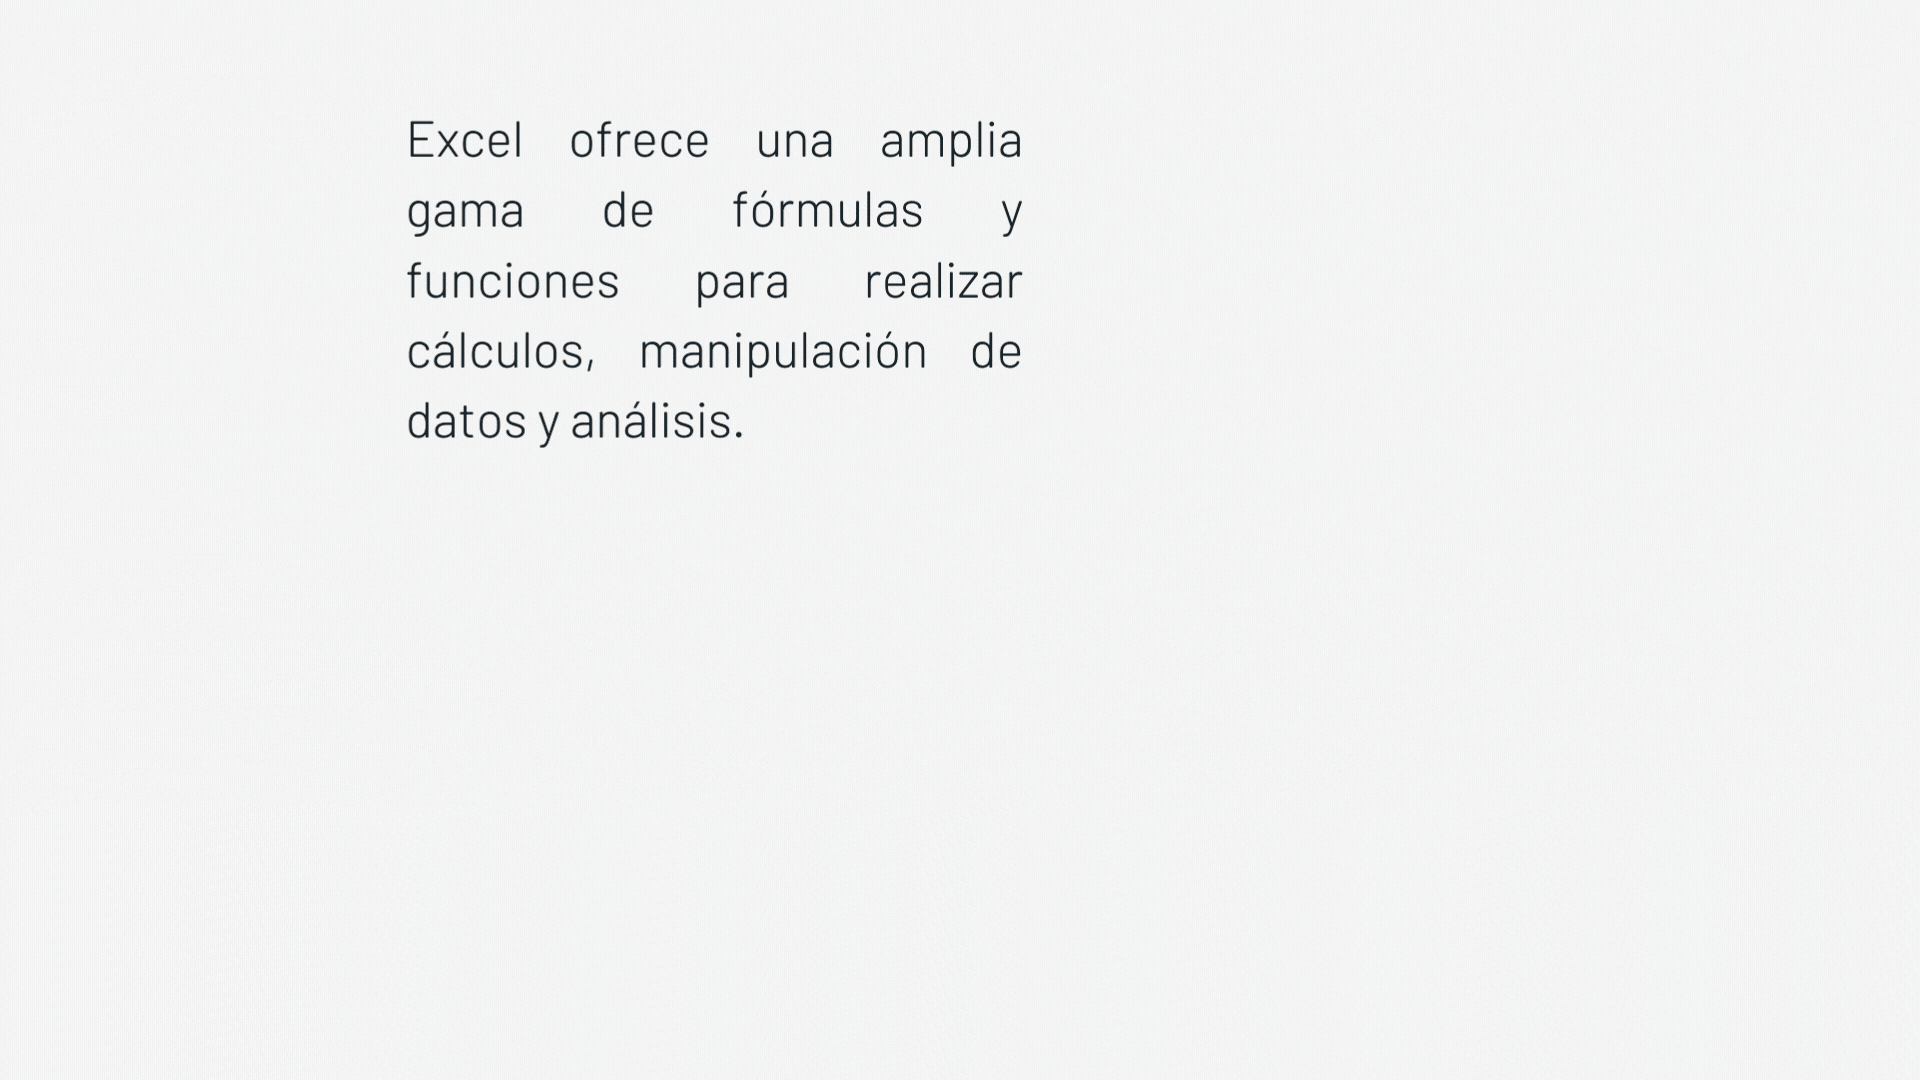 Excel ofrece una amplia
gama de fórmulas y
funciones para realizar
cálculos, manipulación de
datos y análisis.